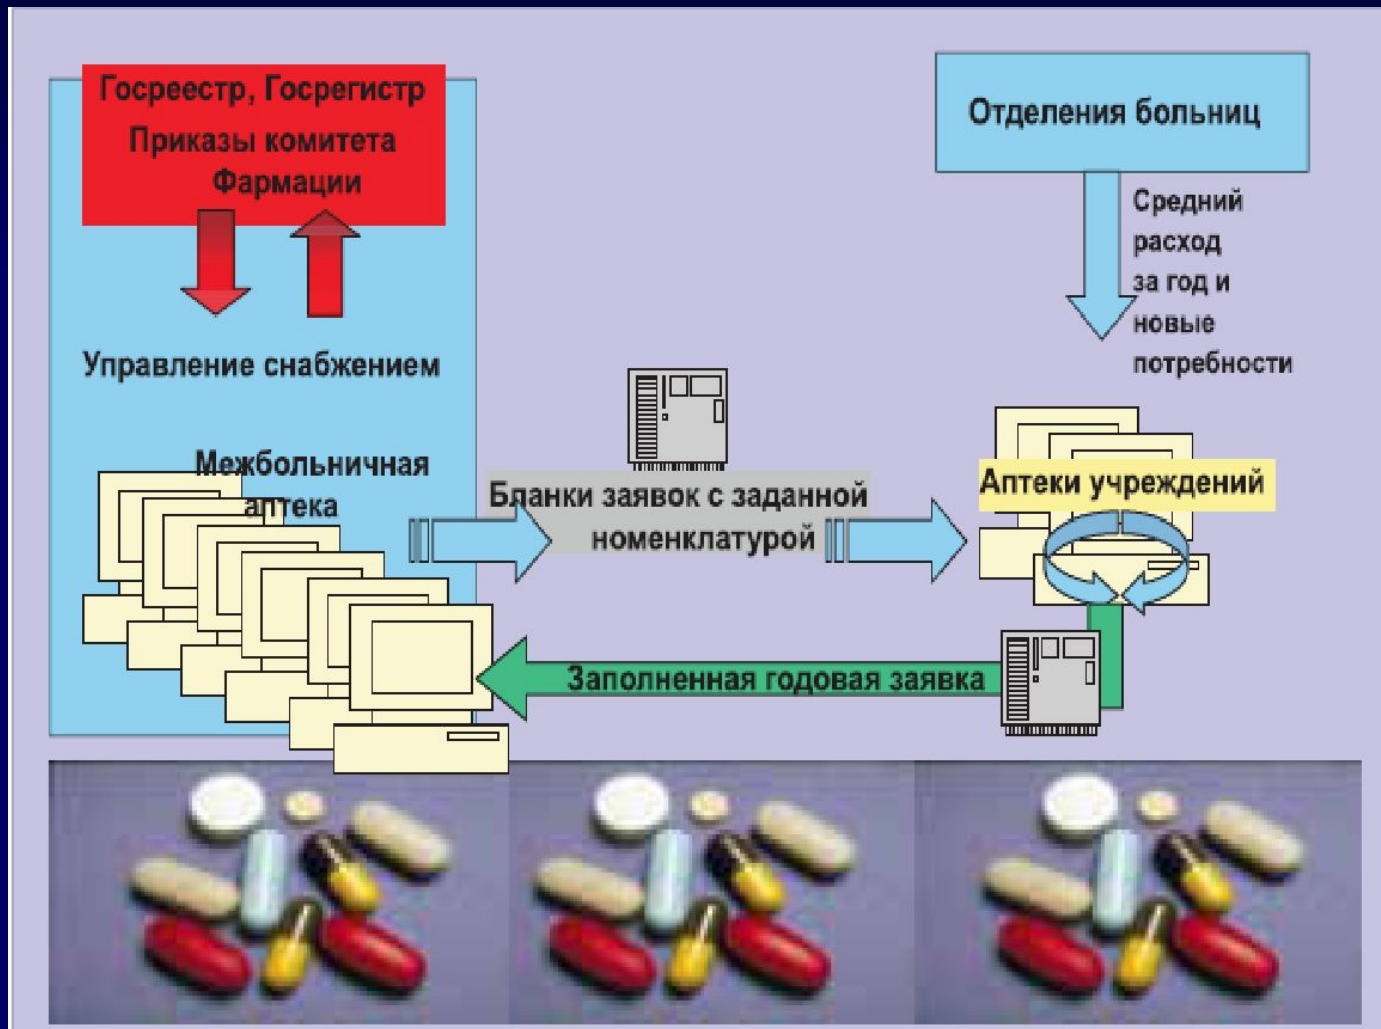 Госреестр, Госрегистр
Приказы комитета
Фармации
Управление снабжением
Межбольничная
аптека
Бланки заявок с заданной
номенклатурой
Отделения больниц
Средний
расход
за год и
новые
потребности
Аптеки учреждений
Заполненная годовая заявка